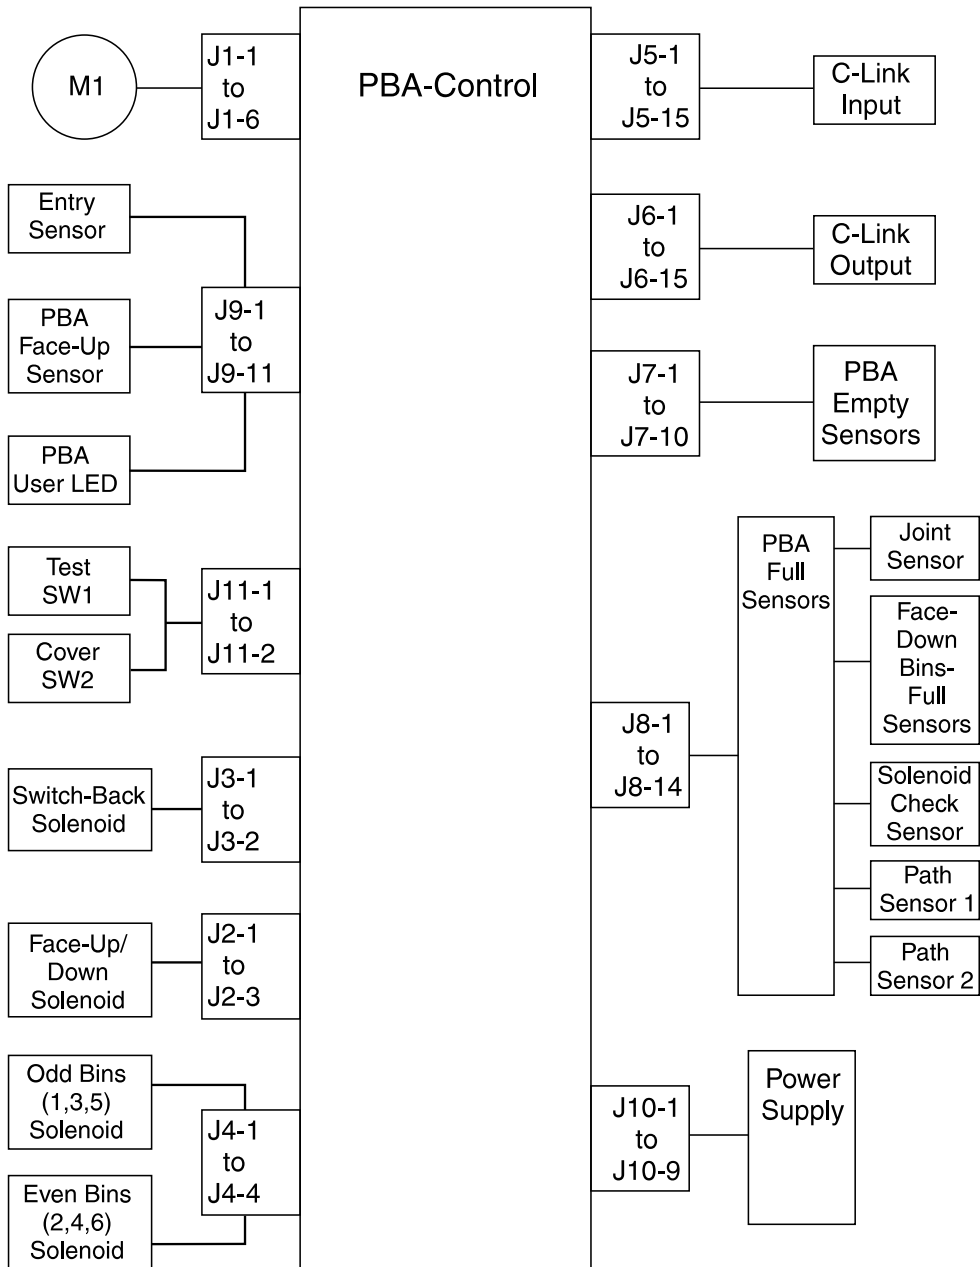 PBA-Control
M1
J1-1
to
J1-6
Entry
Sensor
PBA
Face-Up
Sensor
J9-1
to
J9-11
PBA
User LED
Test
SW1
J11-1
to
J11-2
Cover
SW2
Switch-Back
Solenoid
J3-1
to
J3-2
Face-Up/
Down
Solenoid
J2-1
to
J2-3
Odd Bins
(1,3,5)
Solenoid
J4-1
to
J4-4
Even Bins
(2,4,6)
Solenoid
J5-1
to
J5-15
C-Link
Input
J6-1
to
J6-15
C-Link
Output
J7-1
to
J7-10
PBA
Empty
Sensors
J8-1
to
J8-14
PBA
Full
Sensors
Joint
Sensor
Face-
Down
Bins-
Full
Sensors
Solenoid
Check
Sensor
Path
Sensor 1
Path
Sensor 2
J10-1
to
J10-9
Power
Supply